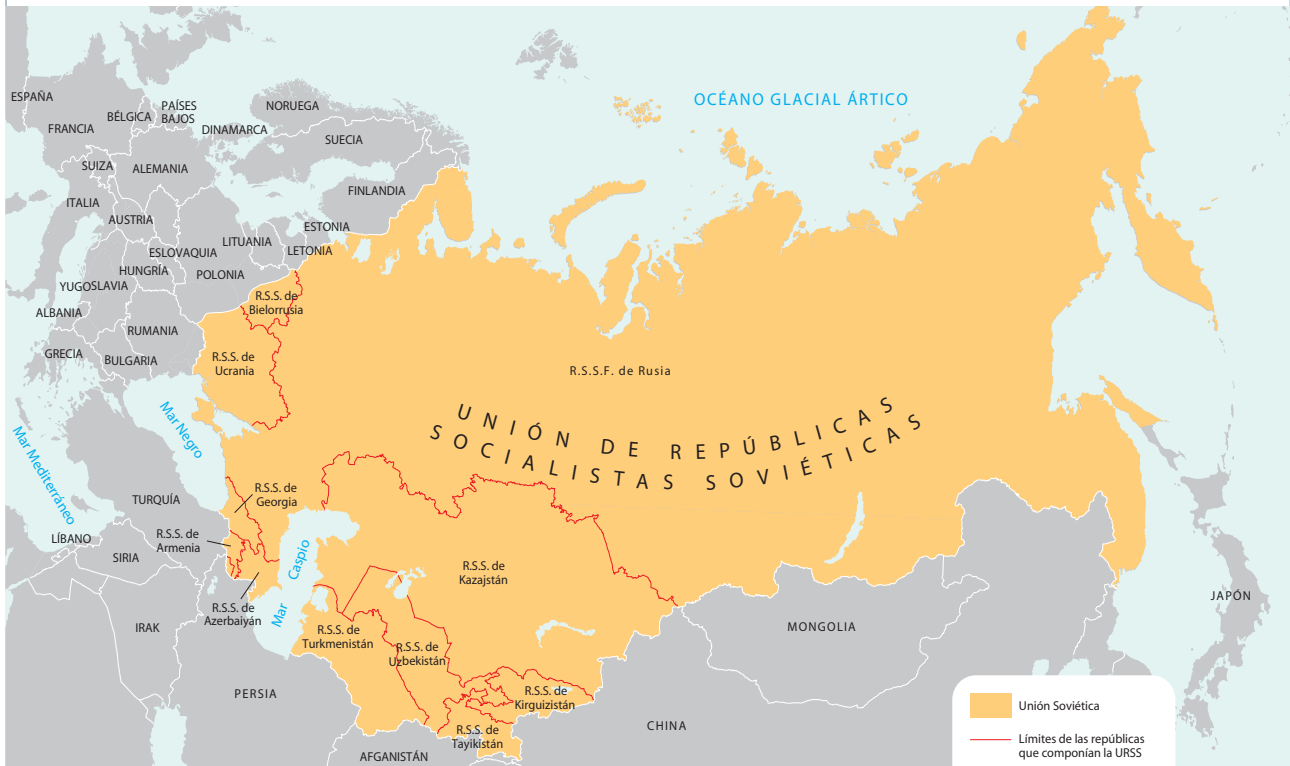 OCÉANO GLACIAL ÁRTICO
ESPAÑA
FRANCIA
BÉLGICA
PAÍSES
BAJOS
DINAMARCA
NORUEGA
SUECIA
FINLANDIA
SUIZA
ALEMANIA
ITALIA
AUSTRIA
ESLOVAQUIA
LITUANIA
ESTONIA
LETONIA
HUNGRÍA
POLONIA
YUGOSLAVIA
ALBANIA
RUMANIA
GRECIA
BULGARIA
R.S.S. de
Bielorrusia
R.S.S. de
Ucrania
R.S.S.F. de Rusia
UNIÓN DE REPÚBLICAS
SOCIALISTAS SOVIÉTICAS
Mar Negro
Mar Mediterráneo
TURQUÍA
R.S.S. de
Georgia
R.S.S. de
Armenia
LÍBANO
SIRIA
R.S.S. de
Azerbaiyán
Mar Caspio
IRAK
R.S.S. de
Kazajstán
R.S.S. de
Turkmenistán
R.S.S. de
Uzbekistán
R.S.S. de
Kirguizistán
R.S.S. de
Tayikistán
PERSIA
AFGANISTÁN
CHINA
MONGOLIA
JAPÓN
Unión Soviética
Límites de las repúblicas
que componían la URSS